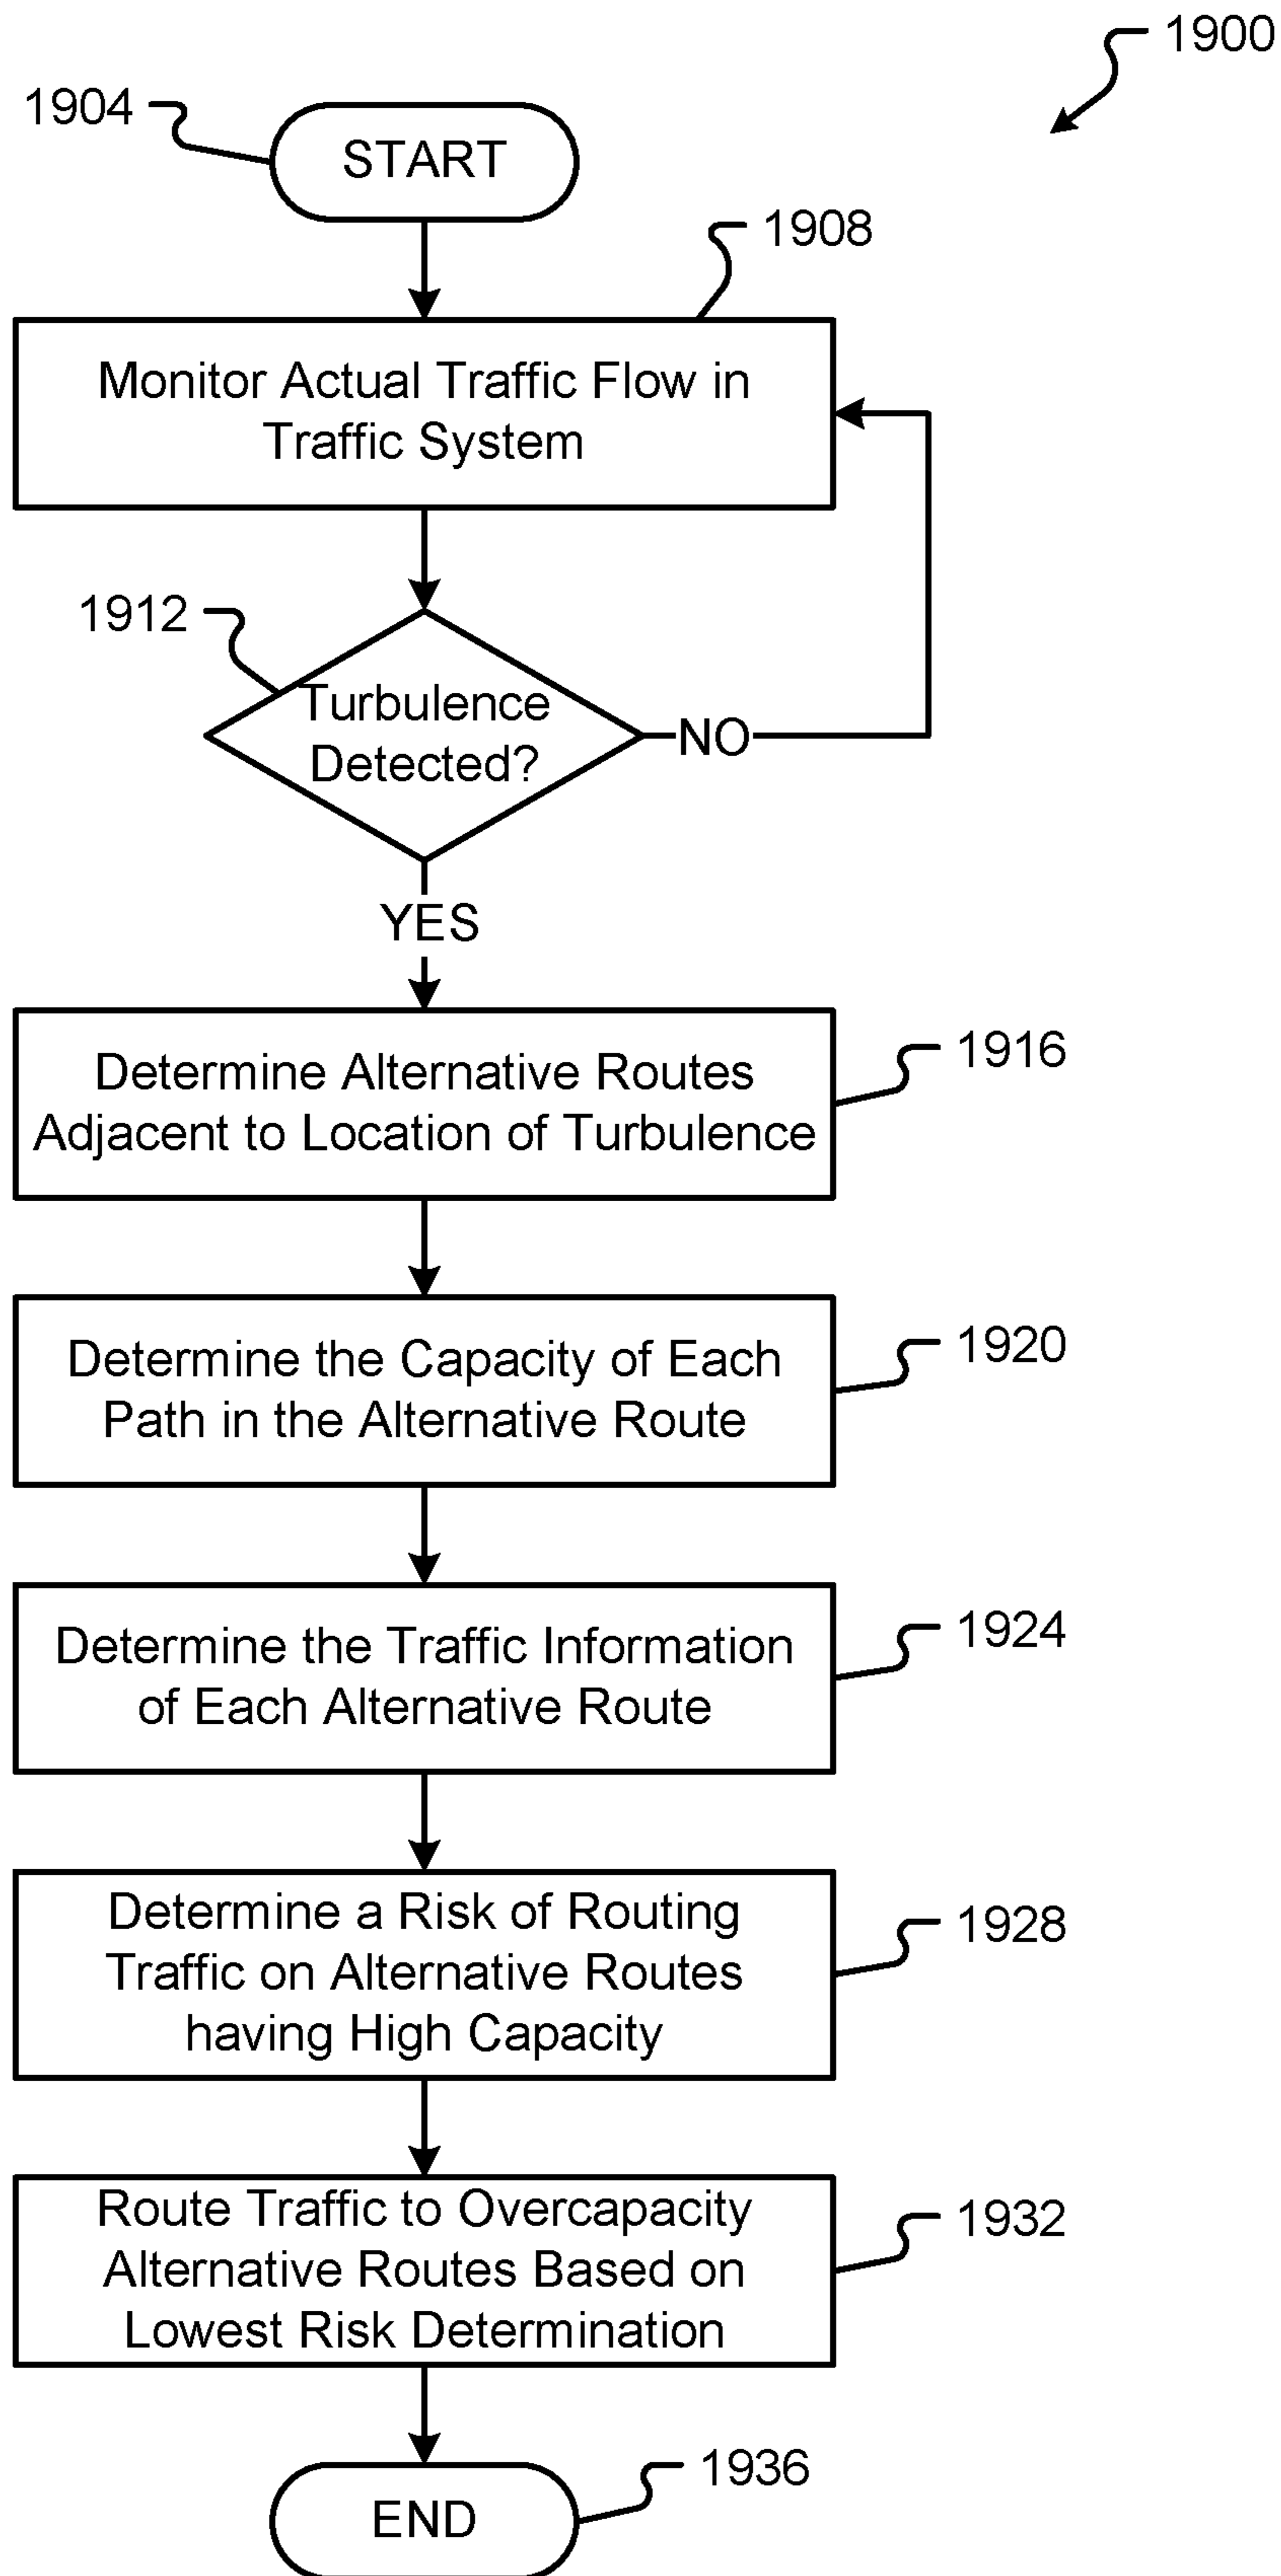 1900
1904
START
1908
Monitor Actual Traffic Flow in
Traffic System
1912
Turbulence
Detected?
NO
YES
1916
Determine Alternative Routes
Adjacent to Location of Turbulence
1920
Determine the Capacity of Each
Path in the Alternative Route
1924
Determine the Traffic Information
of Each Alternative Route
1928
Determine a Risk of Routing
Traffic on Alternative Routes
having High Capacity
1932
Route Traffic to Overcapacity
Alternative Routes Based on
Lowest Risk Determination
1936
END